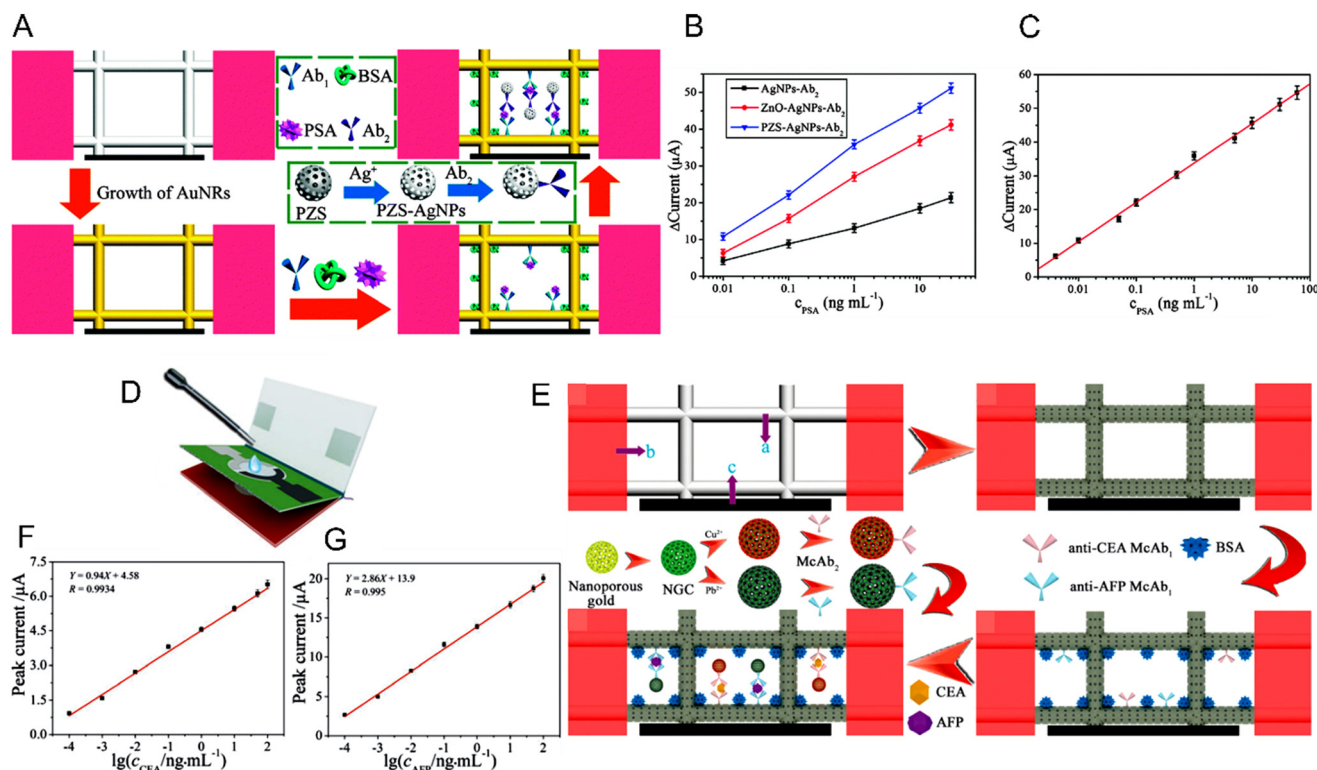 A
Ab₁
BSA
PSA
Ab₂
Growth of AuNRs
Ag⁺
Ab₂
PZS
PZS-AgNPs
B
AgNPs-Ab₂
ZnO-AgNPs-Ab₂
PZS-AgNPs-Ab₂
ΔCurrent (μA)
50
40
30
20
10
0
0.01
0.1
1
10
c_PSA (ng mL⁻¹)
C
ΔCurrent (μA)
60
50
40
30
20
10
0
0.01
0.1
1
10
100
c_PSA (ng mL⁻¹)
D
E
a
b
c
Nanoporous
gold
NGC
Cu²⁺
Pb²⁺
McAb₂
anti-CEA McAb₁
BSA
anti-AFP McAb₁
CEA
AFP
F
Y = 0.94X + 4.58
R = 0.9934
Peak current /μA
7.5
6.0
4.5
3.0
1.5
0.0
-4
-3
-2
-1
0
1
2
lg(c_CEA/ng·mL⁻¹)
G
Y = 2.86X + 13.9
R = 0.995
Peak current /μA
20
15
10
5
0
-4
-3
-2
-1
0
1
2
lg(c_AFP/ng·mL⁻¹)